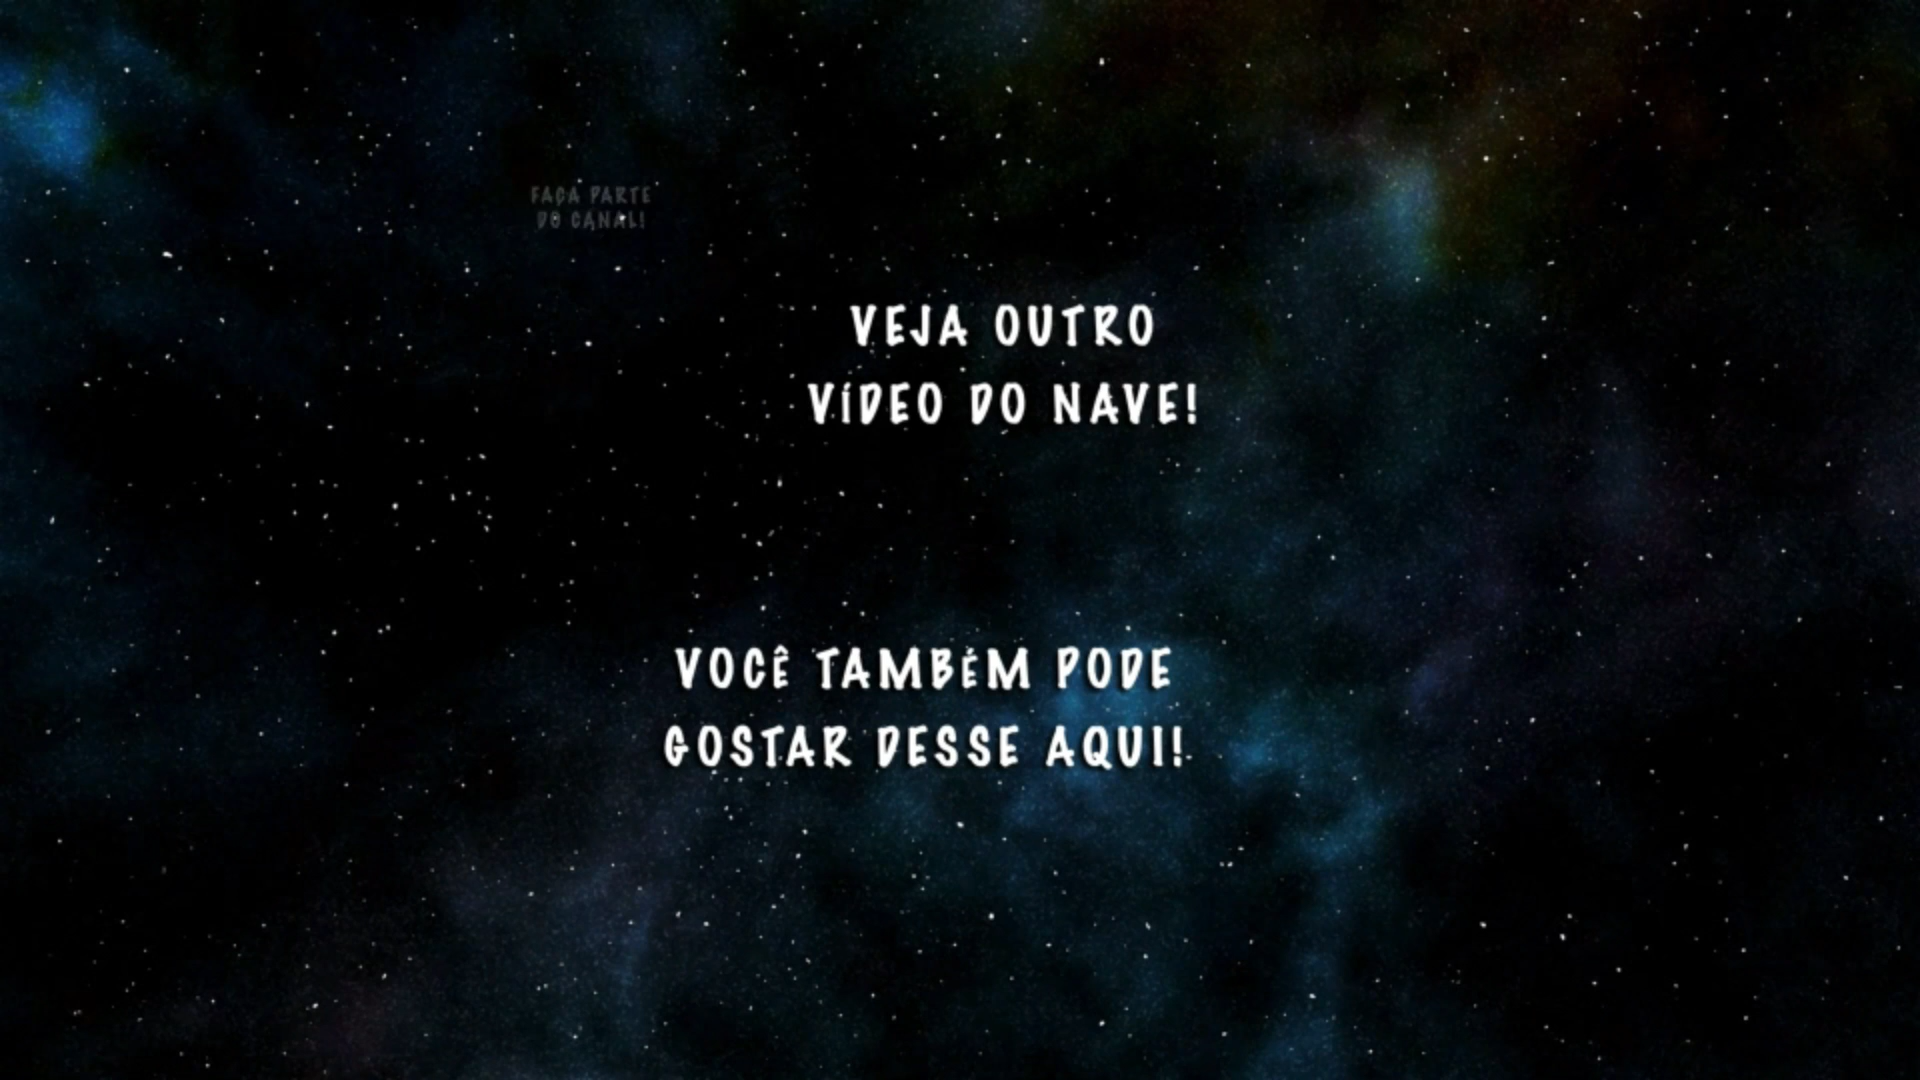 FAÇA PARTE
DO CANAL!
VEJA OUTRO
VÍDEO DO NAVE!
VOCÊ TAMBÉM PODE
GOSTAR DESSE AQUI!